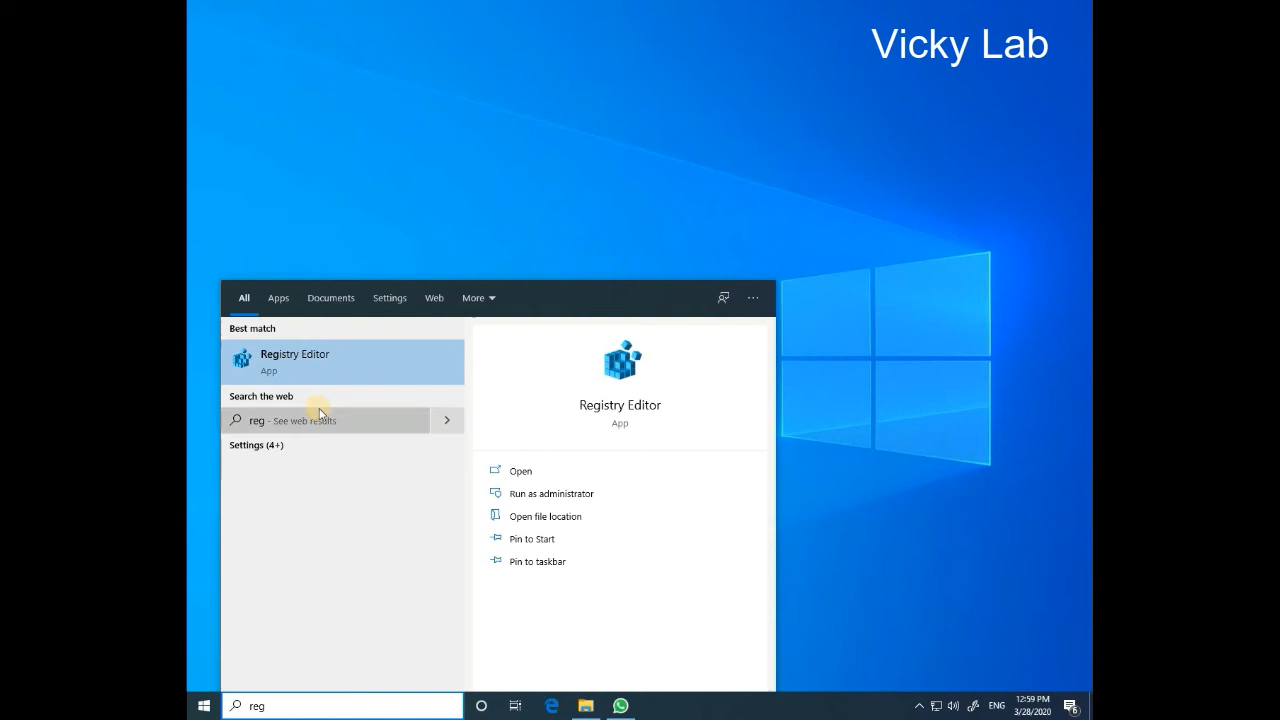 Vicky Lab
All Apps Documents Settings Web More
Best match
Registry Editor
App
Search the web
reg - See web results
Settings (4+)
Registry Editor
App
Open
Run as administrator
Open file location
Pin to Start
Pin to taskbar
reg
ENG
12:59 PM
3/28/2020
6